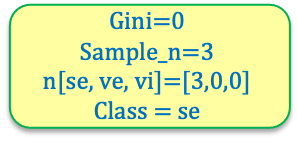 Gini=0
Sample_n=3
n[se, ve, vi]=[3,0,0]
Class = se